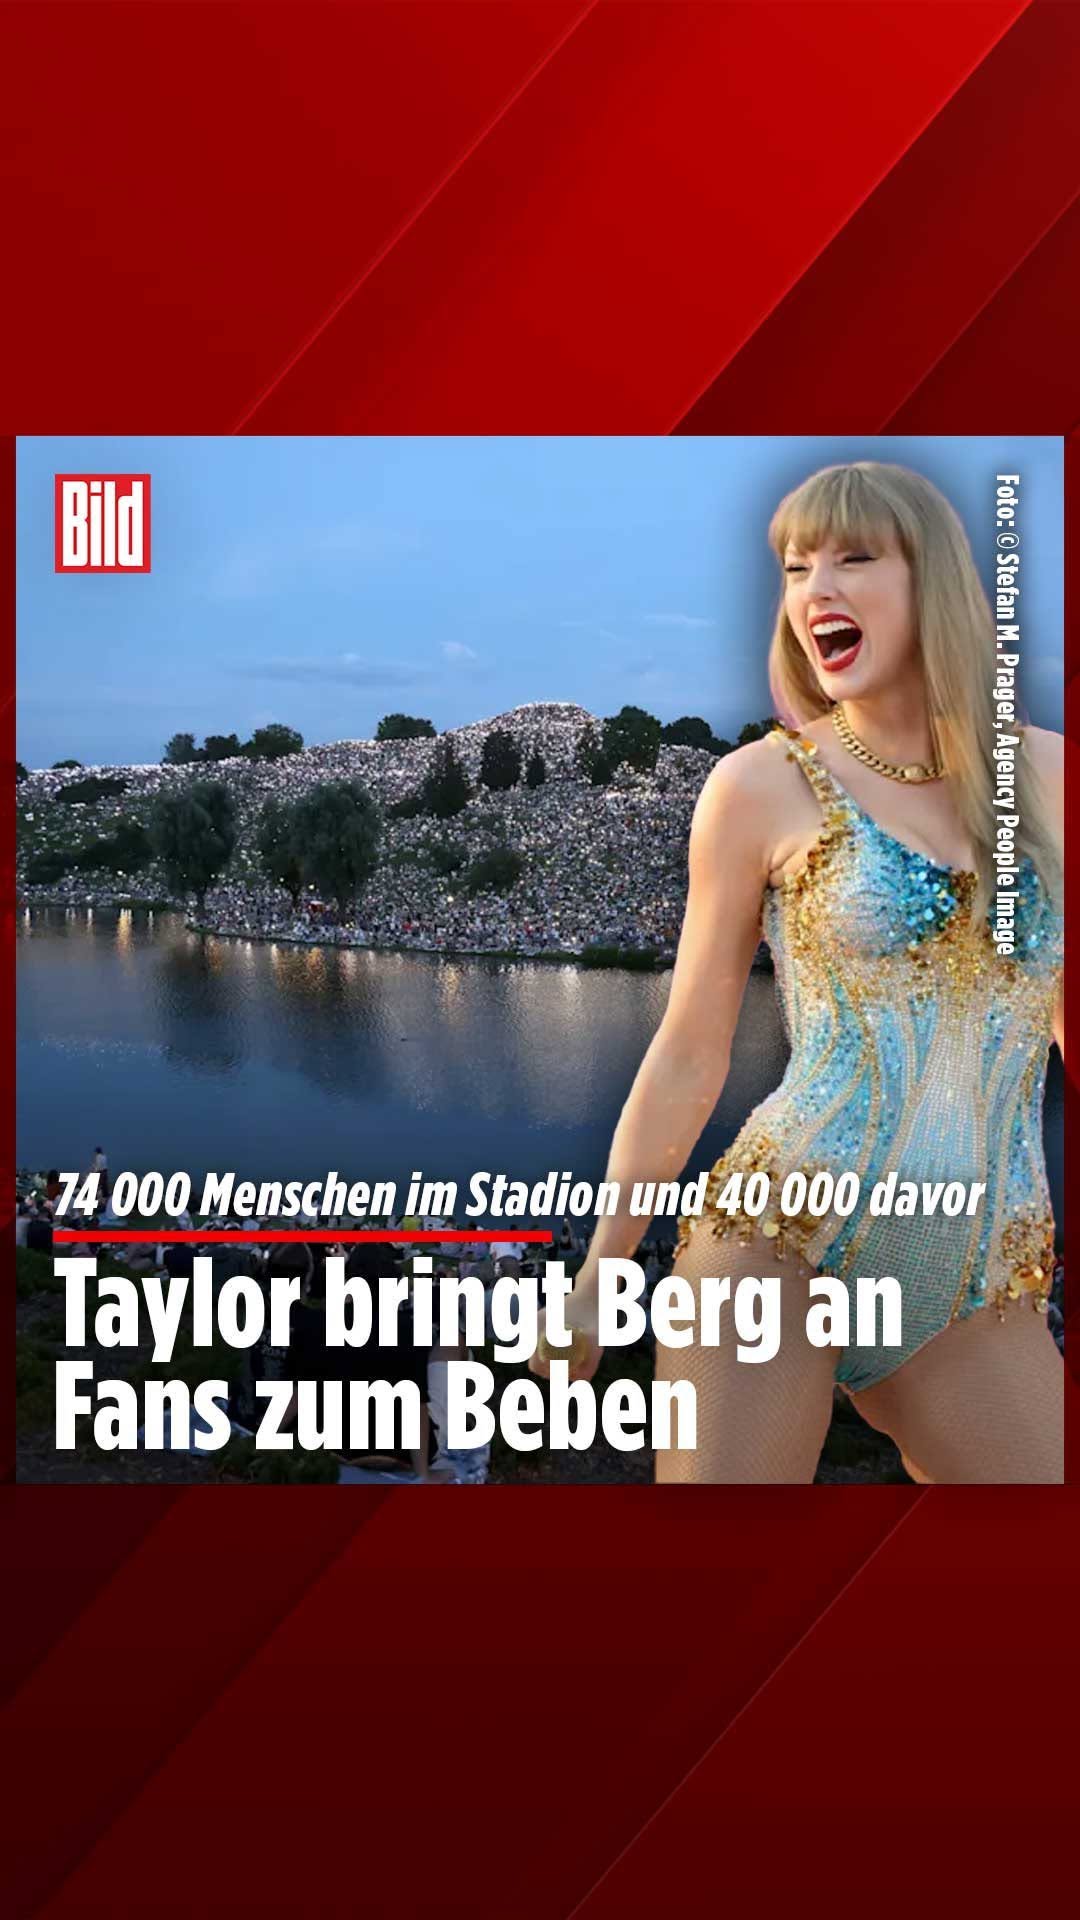 Bild
Foto: © Stefan M. Prager, Agency People Image
74 000 Menschen im Stadion und 40 000 davor
Taylor bringt Berg an
Fans zum Beben